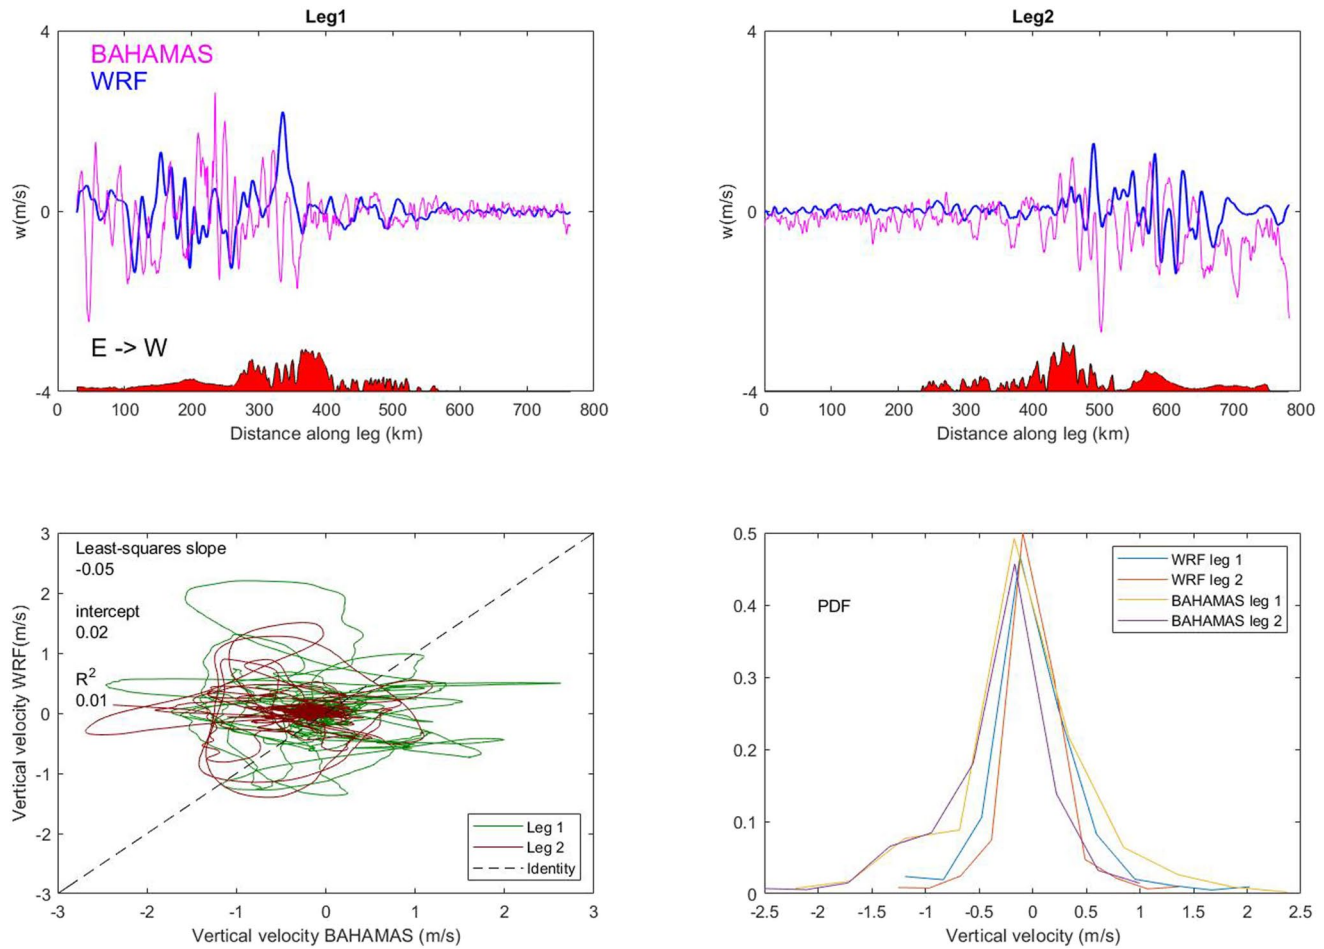 Leg1
BAHAMAS
WRF
E -> W
w(m/s)
4
0
-4
0 100 200 300 400 500 600 700 800
Distance along leg (km)
Leg2
w(m/s)
4
0
-4
0 100 200 300 400 500 600 700 800
Distance along leg (km)
Least-squares slope
-0.05
intercept
0.02
R²
0.01
Vertical velocity WRF(m/s)
3
2
1
0
-1
-2
-3
Leg 1
Leg 2
Identity
-3 -2 -1 0 1 2 3
Vertical velocity BAHAMAS (m/s)
PDF
WRF leg 1
WRF leg 2
BAHAMAS leg 1
BAHAMAS leg 2
0.5
0.4
0.3
0.2
0.1
0
-2.5 -2 -1.5 -1 -0.5 0 0.5 1 1.5 2 2.5
Vertical velocity (m/s)